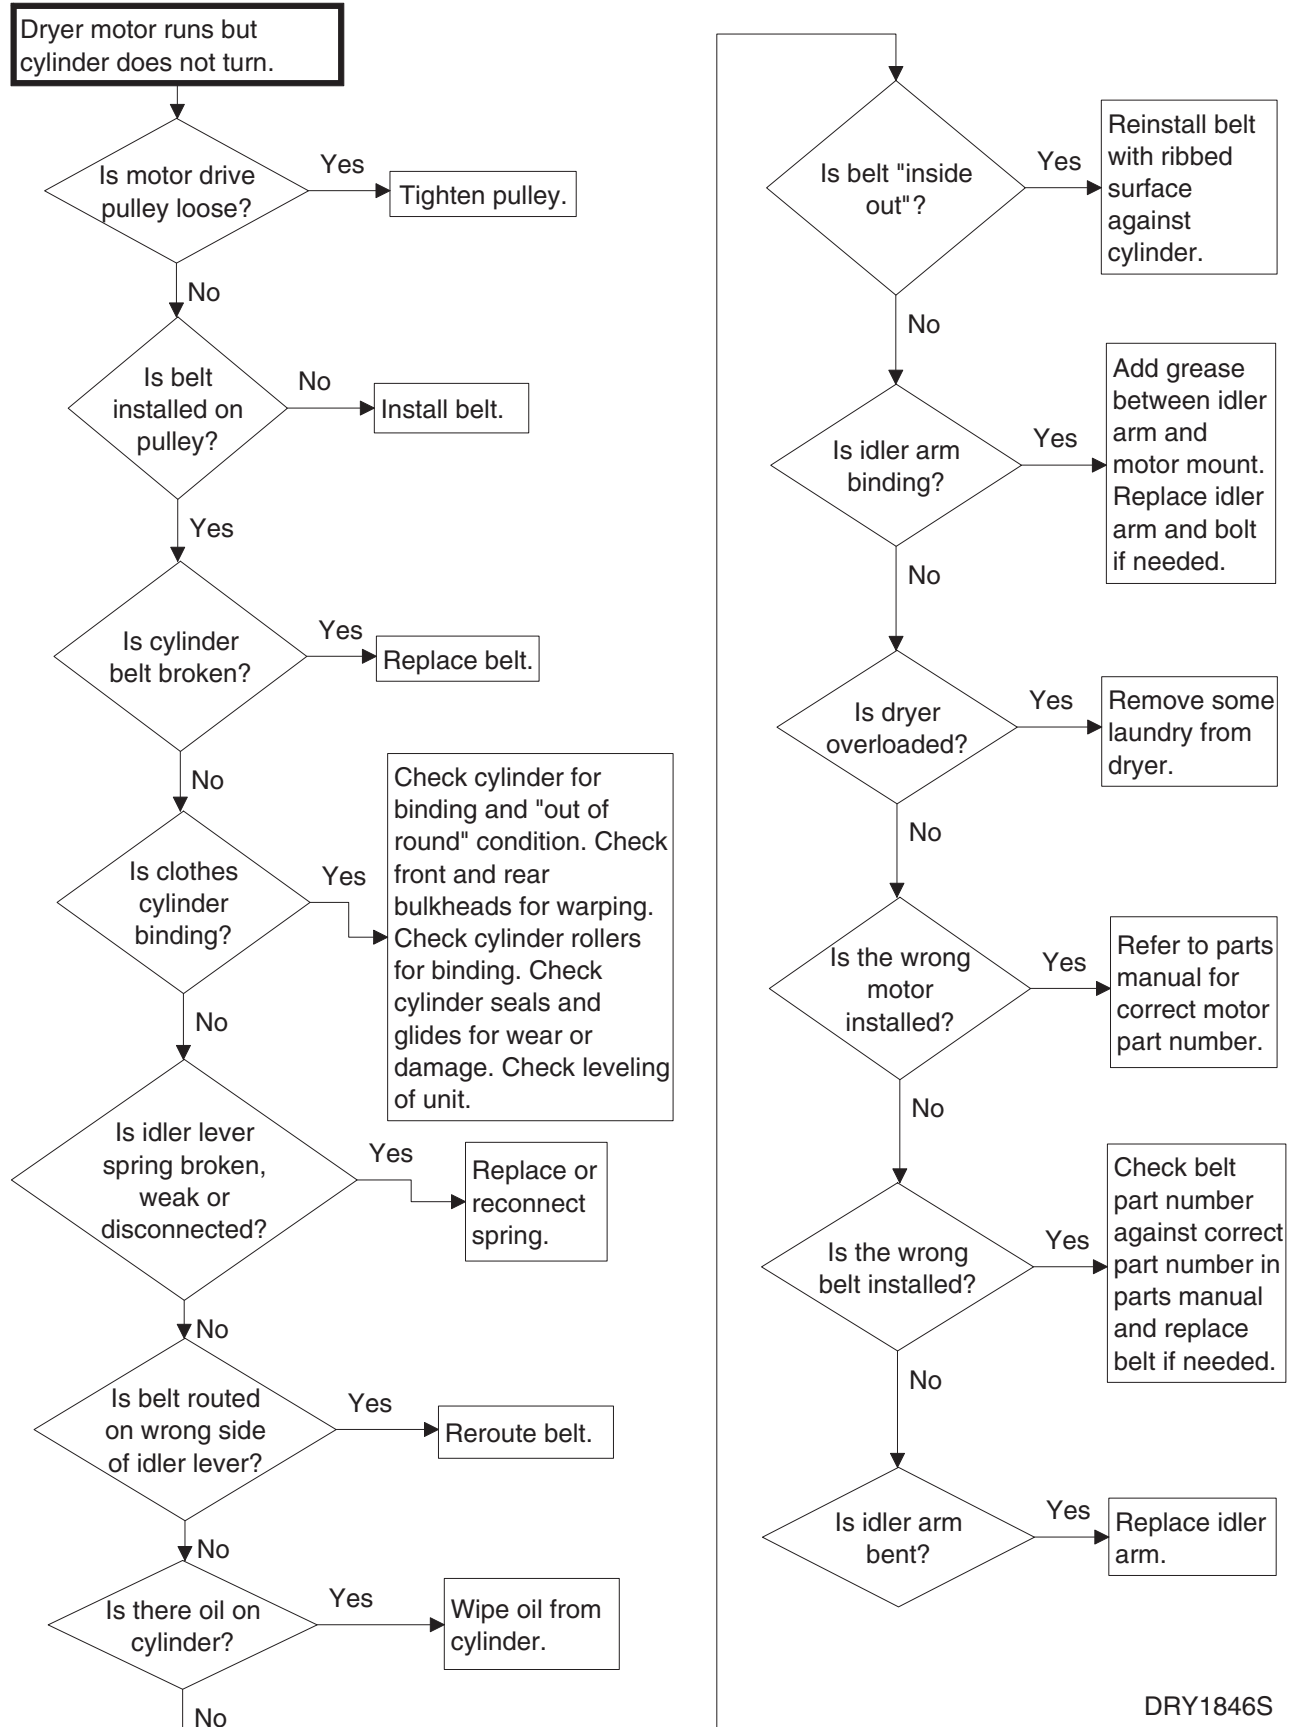 Dryer motor runs but
cylinder does not turn.
Is motor drive
pulley loose?
Yes
Tighten pulley.
No
Is belt
installed on
pulley?
No
Install belt.
Yes
Is cylinder
belt broken?
Yes
Replace belt.
No
Is clothes
cylinder
binding?
Yes
Check cylinder for
binding and "out of
round" condition. Check
front and rear
bulkheads for warping.
Check cylinder rollers
for binding. Check
cylinder seals and
glides for wear or
damage. Check leveling
of unit.
No
Is idler lever
spring broken,
weak or
disconnected?
Yes
Replace or
reconnect
spring.
No
Is belt routed
on wrong side
of idler lever?
Yes
Reroute belt.
No
Is there oil on
cylinder?
Yes
Wipe oil from
cylinder.
No
Is belt "inside
out"?
Yes
Reinstall belt
with ribbed
surface
against
cylinder.
No
Is idler arm
binding?
Yes
Add grease
between idler
arm and
motor mount.
Replace idler
arm and bolt
if needed.
No
Is dryer
overloaded?
Yes
Remove some
laundry from
dryer.
No
Is the wrong
motor
installed?
Yes
Refer to parts
manual for
correct motor
part number.
No
Is the wrong
belt installed?
Yes
Check belt
part number
against correct
part number in
parts manual
and replace
belt if needed.
No
Is idler arm
bent?
Yes
Replace idler
arm.
DRY1846S